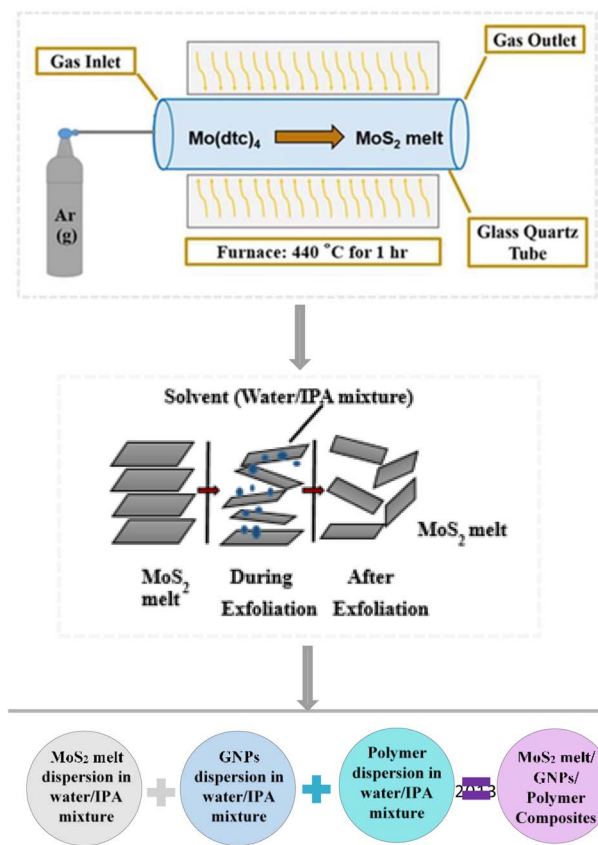 Gas Inlet
Gas Outlet
Mo(dtc)₄
MoS₂ melt
Ar
(g)
Furnace: 440 °C for 1 hr
Glass Quartz
Tube
Solvent (Water/IPA mixture)
MoS₂ melt
MoS₂
melt
During
Exfoliation
After
Exfoliation
MoS₂ melt
dispersion in
water/IPA
mixture
GNPs
dispersion in
water/IPA
mixture
Polymer
dispersion in
water/IPA
mixture
2013
MoS₂ melt/
GNPs/
Polymer
Composites